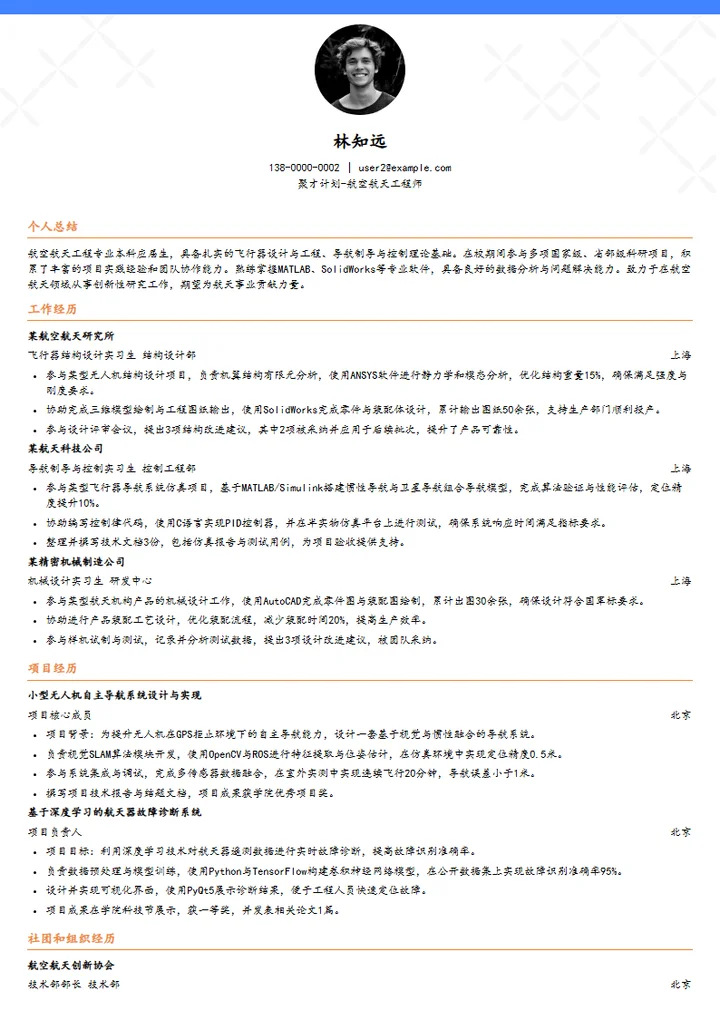 林知远
138-0000-0002 | user2@example.com
聚才计划-航空航天工程师
个人总结
航空航天工程专业本科应届生，具备扎实的飞行器设计与工程、导航制导与控制理论基础。在校期间参与多项国家级、省部级科研项目，积
累了丰富的项目实践经验和团队协作能力。熟练掌握MATLAB、SolidWorks等专业软件，具备良好的数据分析与问题解决能力。致力于在航空
航天领域从事创新性研究工作，期望为航天事业贡献力量。
工作经历
某航空航天研究所
飞行器结构设计实习生 结构设计部 上海
• 参与某型无人机结构设计项目，负责机翼结构有限元分析，使用ANSYS软件进行静力学和模态分析，优化结构重量15%，确保满足强度与
刚度要求。
• 协助完成三维模型绘制与工程图纸输出，使用SolidWorks完成零件与装配体设计，累计输出图纸50余张，支持生产部门顺利投产。
• 参与设计评审会议，提出3项结构改进建议，其中2项被采纳并应用于后续批次，提升了产品可靠性。
某航天科技公司
导航制导与控制实习生 控制工程部 上海
• 参与某型飞行器导航系统仿真项目，基于MATLAB/Simulink搭建惯性导航与卫星导航组合导航模型，完成算法验证与性能评估，定位精
度提升10%。
• 协助编写控制律代码，使用C语言实现PID控制器，并在半实物仿真平台上进行测试，确保系统响应时间满足指标要求。
• 整理并撰写技术文档3份，包括仿真报告与测试用例，为项目验收提供支持。
某精密机械制造公司
机械设计实习生 研发中心 上海
• 参与某型航天机构产品的机械设计工作，使用AutoCAD完成零件图与装配图绘制，累计出图30余张，确保设计符合国军标要求。
• 协助进行产品装配工艺设计，优化装配流程，减少装配时间20%，提高生产效率。
• 参与样机试制与测试，记录并分析测试数据，提出3项设计改进建议，被团队采纳。
项目经历
小型无人机自主导航系统设计与实现
项目核心成员 北京
• 项目背景：为提升无人机在GPS拒止环境下的自主导航能力，设计一套基于视觉与惯性融合的导航系统。
• 负责视觉SLAM算法模块开发，使用OpenCV与ROS进行特征提取与位姿估计，在仿真环境中实现定位精度0.5米。
• 参与系统集成与调试，完成多传感器数据融合，在室外实测中实现连续飞行20分钟，导航误差小于1米。
• 撰写项目技术报告与结题文档，项目成果获学院优秀项目奖。
基于深度学习的航天器故障诊断系统
项目负责人 北京
• 项目目标：利用深度学习技术对航天器遥测数据进行实时故障诊断，提高故障识别准确率。
• 负责数据预处理与模型训练，使用Python与TensorFlow构建卷积神经网络模型，在公开数据集上实现故障识别准确率95%。
• 设计并实现可视化界面，使用PyQt5展示诊断结果，便于工程人员快速定位故障。
• 项目成果在学院科技节展示，获一等奖，并发表相关论文1篇。
社团和组织经历
航空航天创新协会
技术部部长 技术部 北京